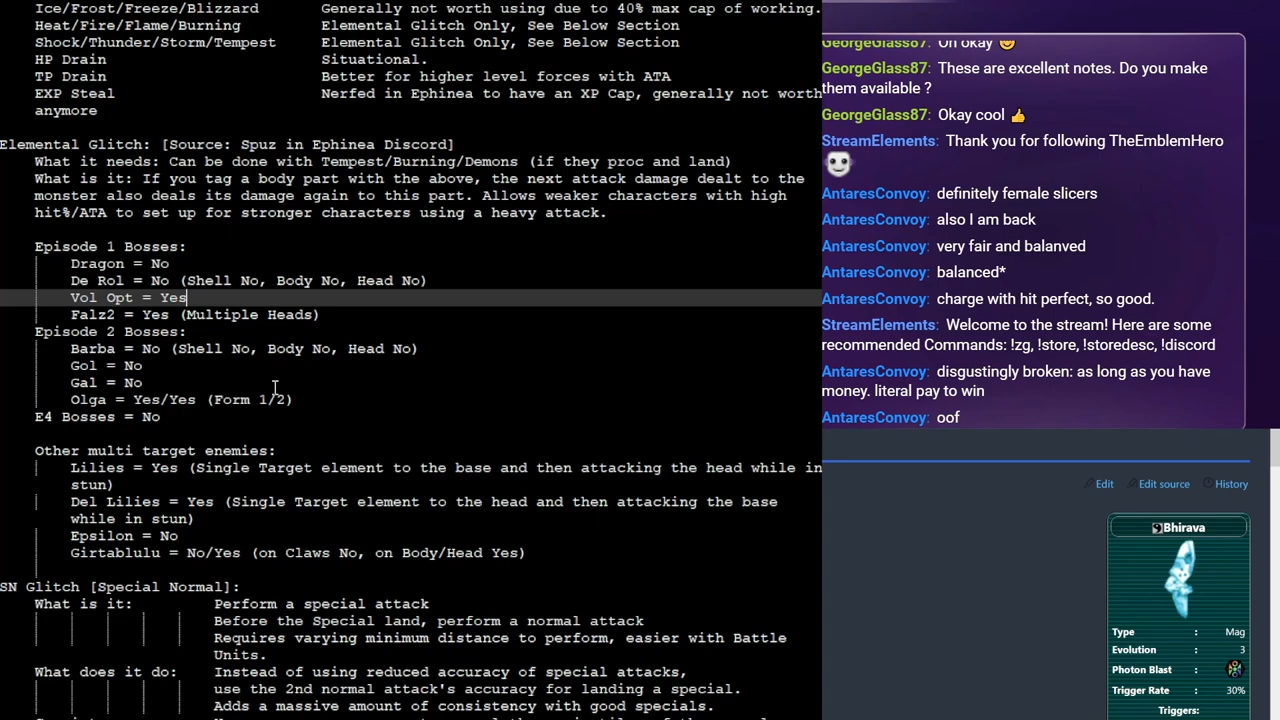 Ice/Frost/Freeze/Blizzard Generally not worth using due to 40% max cap of working.
Heat/Fire/Flame/Burning Elemental Glitch Only, See Below Section
Shock/Thunder/Storm/Tempest Elemental Glitch Only, See Below Section
HP Drain Situational.
TP Drain Better for higher level forces with ATA
EXP Steal Nerfed in Ephinea to have an XP Cap, generally not worth
anymore
Elemental Glitch: [Source: Spuz in Ephinea Discord]
What it needs: Can be done with Tempest/Burning/Demons (if they proc and land)
What is it: If you tag a body part with the above, the next attack damage dealt to the
monster also deals its damage again to this part. Allows weaker characters with high
hit%/ATA to set up for stronger characters using a heavy attack.
Episode 1 Bosses:
Dragon = No
De Rol = No (Shell No, Body No, Head No)
Vol Opt = Yes
Falz2 = Yes (Multiple Heads)
Episode 2 Bosses:
Barba = No (Shell No, Body No, Head No)
Gol = No
Gal = No
Olga = Yes/Yes (Form 1/2)
E4 Bosses = No
Other multi target enemies:
Lilies = Yes (Single Target element to the base and then attacking the head while in
stun)
Del Lilies = Yes (Single Target element to the head and then attacking the base
while in stun)
Epsilon = No
Girtablulu = No/Yes (on Claws No, on Body/Head Yes)
SN Glitch [Special Normal]:
What is it: Perform a special attack
Before the Special land, perform a normal attack
Requires varying minimum distance to perform, easier with Battle
Units.
What does it do: Instead of using reduced accuracy of special attacks,
use the 2nd normal attack's accuracy for landing a special.
Adds a massive amount of consistency with good specials.
GeorgeGlass87: Oh okay 😊
GeorgeGlass87: These are excellent notes. Do you make
them available ?
GeorgeGlass87: Okay cool 👍
StreamElements: Thank you for following TheEmblemHero
AntaresConvoy: definitely female slicers
AntaresConvoy: also I am back
AntaresConvoy: very fair and balanved
AntaresConvoy: balanced*
AntaresConvoy: charge with hit perfect, so good.
StreamElements: Welcome to the stream! Here are some
recommended Commands: !zg, !store, !storedesc, !discord
AntaresConvoy: disgustingly broken: as long as you have
money. literal pay to win
AntaresConvoy: oof
Edit Edit source History
Bhirava
Type : Mag
Evolution : 3
Photon Blast :
Trigger Rate : 30%
Triggers: